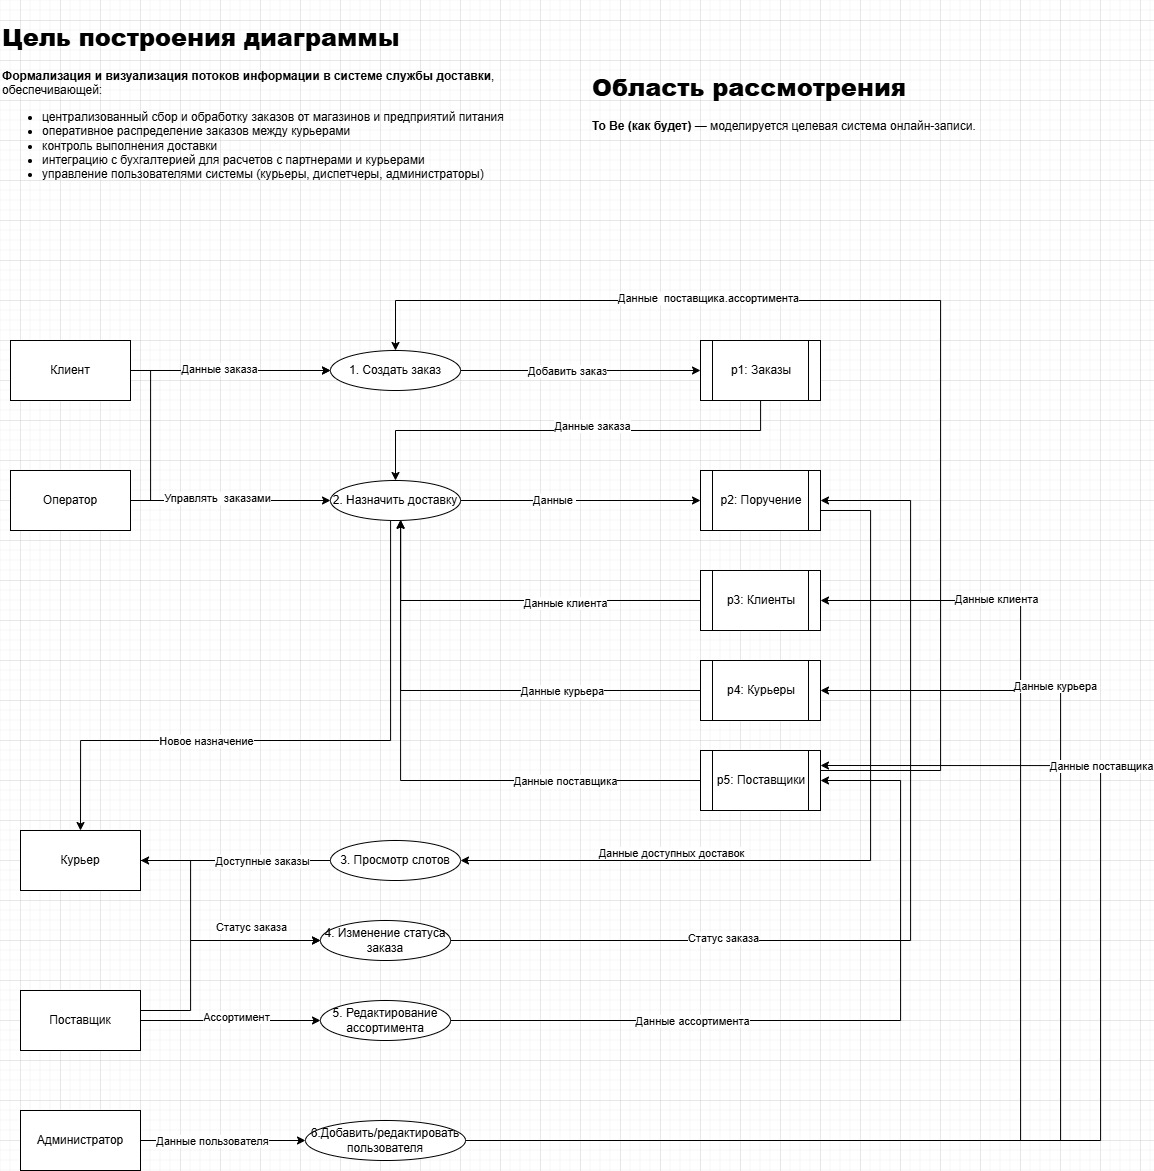 Цель построения диаграммы
Формализация и визуализация потоков информации в системе службы доставки,
обеспечивающей:
• централизованный сбор и обработку заказов от магазинов и предприятий питания
• оперативное распределение заказов между курьерами
• контроль выполнения доставки
• интеграцию с бухгалтерией для расчетов с партнерами и курьерами
• управление пользователями системы (курьеры, диспетчеры, администраторы)
Область рассмотрения
To Be (как будет) — моделируется целевая система онлайн-записи.
Данные поставщика.ассортимента
Клиент
Данные заказа
1. Создать заказ
Добавить заказ
p1: Заказы
Данные заказа
Оператор
Управлять заказами
2. Назначить доставку
Данные
p2: Поручение
Данные клиента
p3: Клиенты
Данные клиента
Данные курьера
p4: Курьеры
Данные курьера
Новое назначение
Данные поставщика
p5: Поставщики
Данные поставщика
Курьер
Доступные заказы
3. Просмотр слотов
Данные доступных доставок
Статус заказа
4. Изменение статуса
заказа
Статус заказа
Поставщик
Ассортимент
5. Редактирование
ассортимента
Данные ассортимента
Администратор
Данные пользователя
6.Добавить/редактировать
пользователя